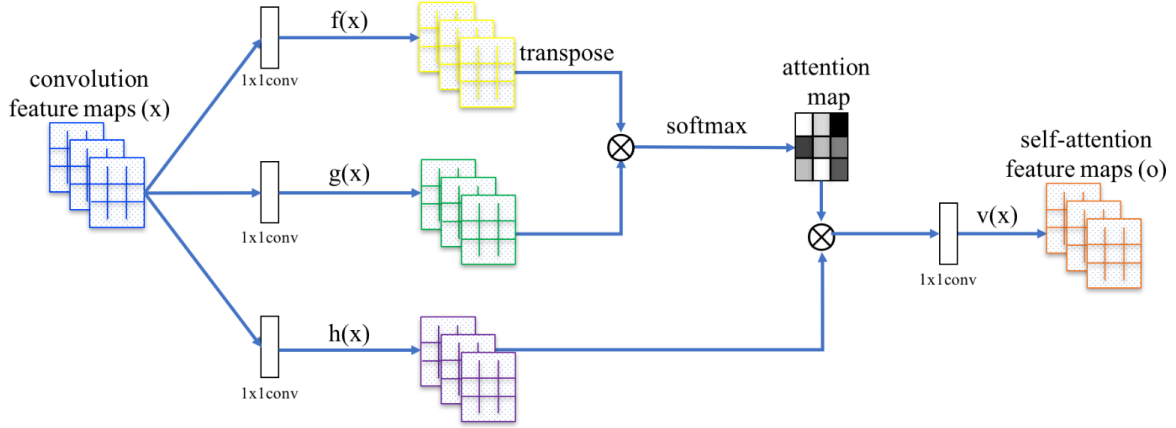 convolution
feature maps (x)
1x1conv
f(x)
transpose
1x1conv
g(x)
1x1conv
h(x)
softmax
attention
map
1x1conv
v(x)
self-attention
feature maps (o)